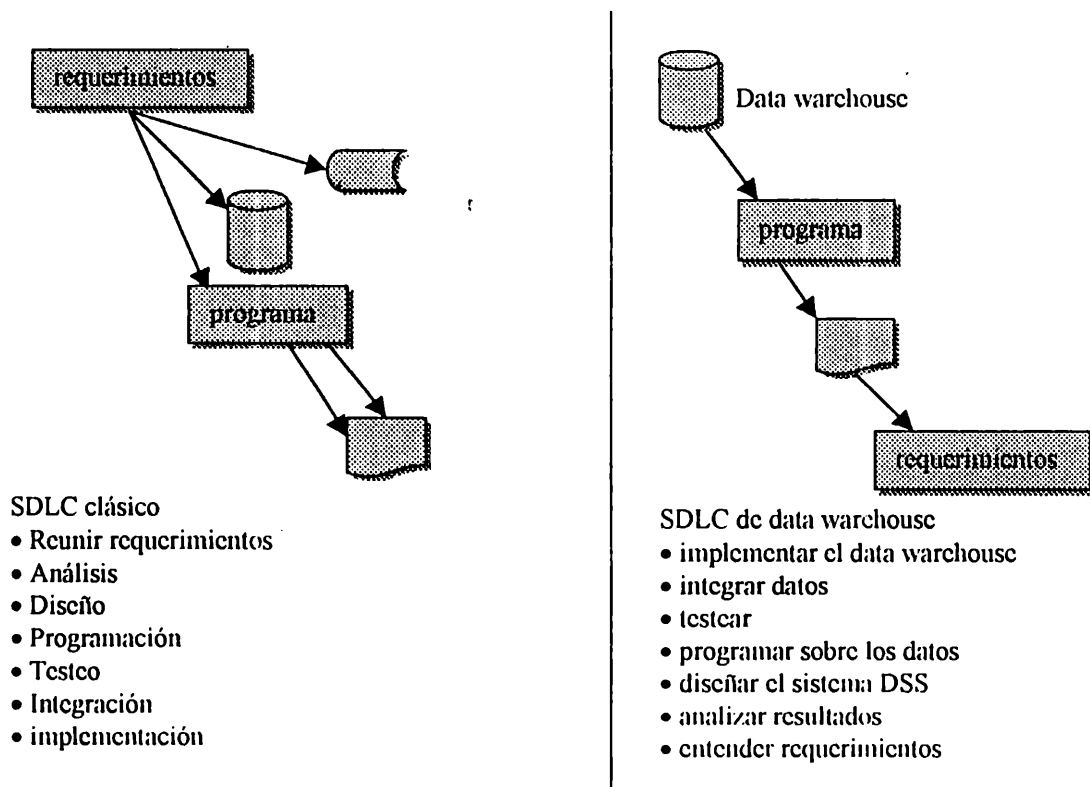 requerimientos
programa
SDLC clásico
• Reunir requerimientos
• Análisis
• Diseño
• Programación
• Testeo
• Integración
• implementación
Data warehouse
programa
requerimientos
SDLC de data warehouse
• implementar el data warehouse
• integrar datos
• testear
• programar sobre los datos
• diseñar el sistema DSS
• analizar resultados
• entender requerimientos